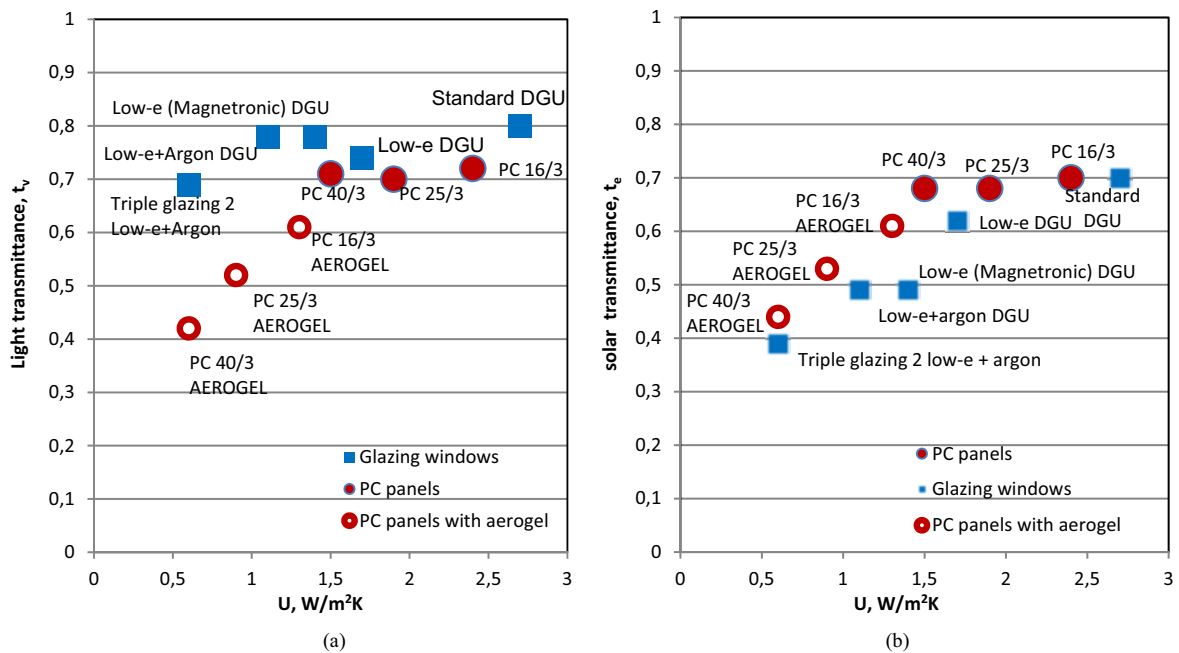 1
0,9
0,8
0,7
0,6
0,5
0,4
0,3
0,2
0,1
0
Light transmittance, t_v
Low-e (Magnetronic) DGU
Standard DGU
Low-e+Argon DGU
Low-e DGU
PC 16/3
PC 40/3
PC 25/3
Triple glazing 2
Low-e+Argon
PC 16/3
AEROGEL
PC 25/3
AEROGEL
PC 40/3
AEROGEL
Glazing windows
PC panels
PC panels with aerogel
0
0,5
1
1,5
2
2,5
3
U, W/m²K
(a)
1
0,9
0,8
0,7
0,6
0,5
0,4
0,3
0,2
0,1
0
solar transmittance, t_e
PC 40/3
PC 25/3
PC 16/3
PC 16/3
AEROGEL
Standard
DGU
Low-e DGU
PC 25/3
AEROGEL
Low-e (Magnetronic) DGU
PC 40/3
AEROGEL
Low-e+argon DGU
Triple glazing 2 low-e + argon
PC panels
Glazing windows
PC panels with aerogel
0
0,5
1
1,5
2
2,5
3
U, W/m²K
(b)